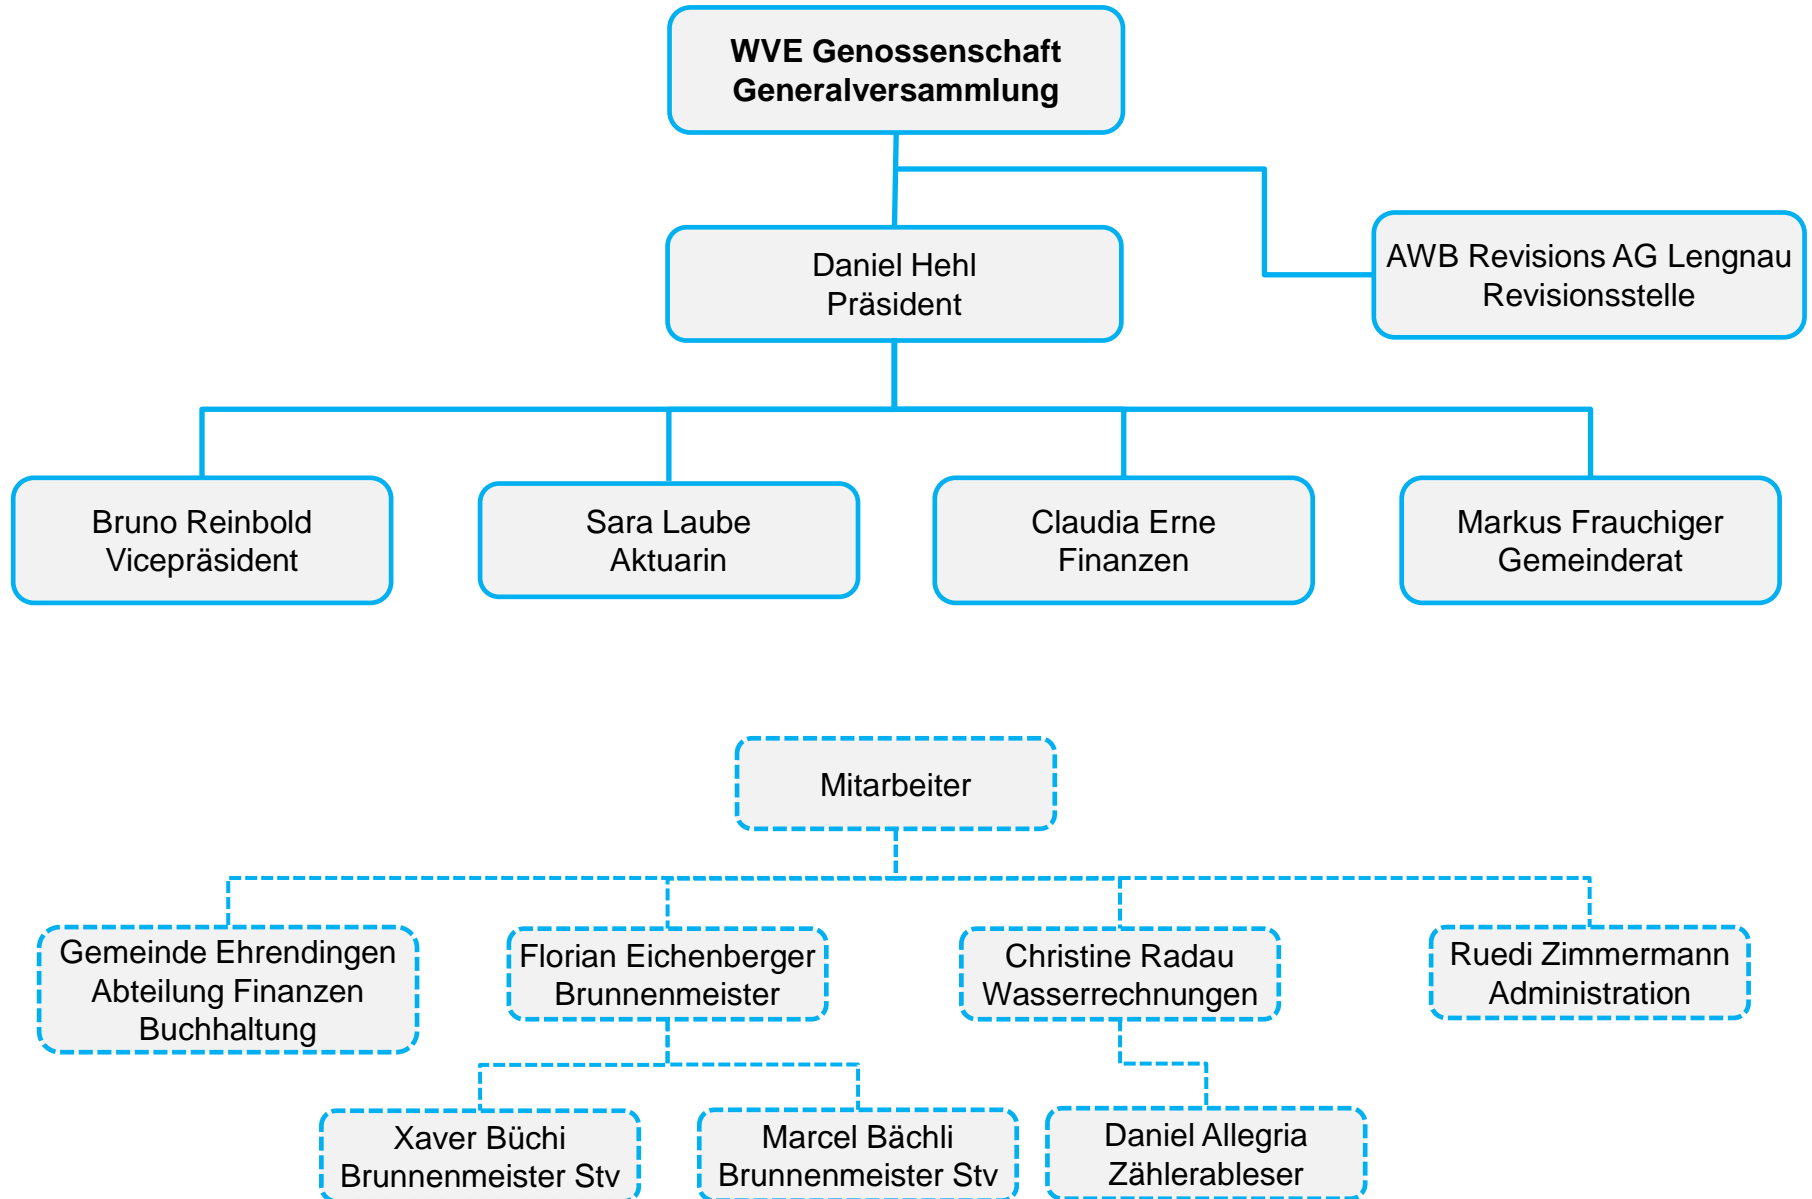 WVE Genossenschaft
Generalversammlung
Daniel Hehl
Präsident
AWB Revisions AG Lengnau
Revisionsstelle
Bruno Reinbold
Vicepräsident
Sara Laube
Aktuarin
Claudia Erne
Finanzen
Markus Frauchiger
Gemeinderat
Mitarbeiter
Gemeinde Ehrendingen
Abteilung Finanzen
Buchhaltung
Florian Eichenberger
Brunnenmeister
Christine Radau
Wasserrechnungen
Ruedi Zimmermann
Administration
Xaver Büchi
Brunnenmeister Stv
Marcel Bächli
Brunnenmeister Stv
Daniel Allegria
Zählerableser